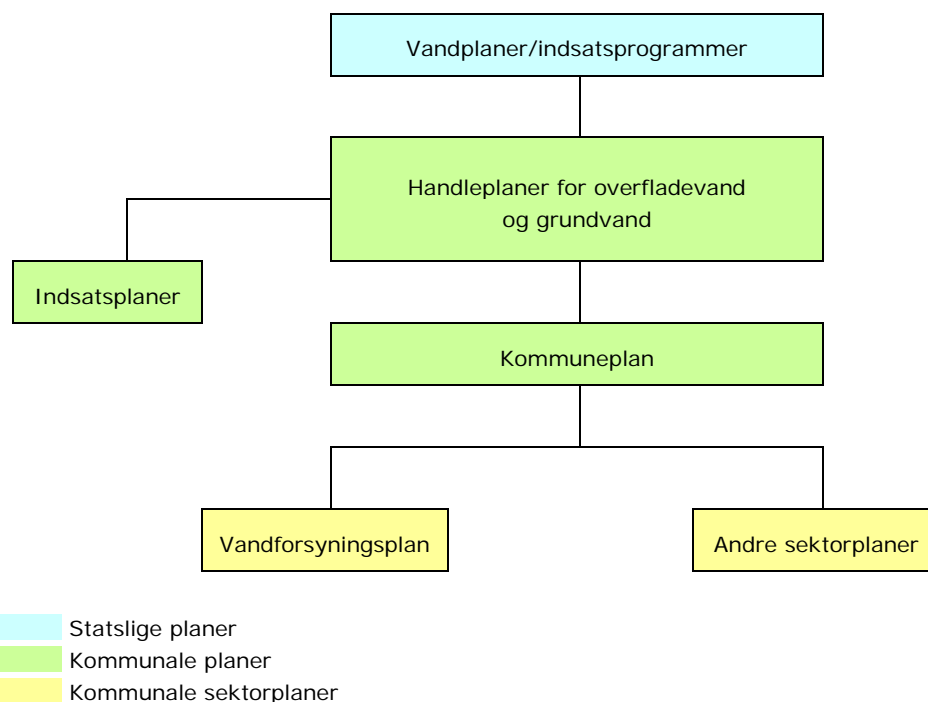 Vandplaner/indsatsprogrammer
Handleplaner for overfladevand
og grundvand
Indsatsplaner
Kommuneplan
Vandforsyningsplan
Andre sektorplaner
Statslige planer
Kommunale planer
Kommunale sektorplaner